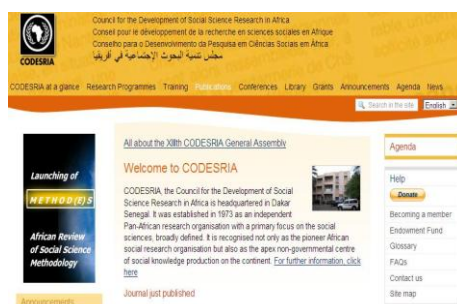 Council for the Development of Social Science Research in Africa
Conseil pour le développement de la recherche en sciences sociales en Afrique
Conselho para o Desenvolvimento da Pesquisa em Ciências Sociais em Africa
مجلس تنمية البحوث الإجتماعية في أفريقيا
CODESRIA
CODESRIA at a glance Research Programmes Training Publications Conferences Library Grants Announcements Agenda News
Search in the site English
Launching of
METHOD(E)S
African Review
of Social Science
Methodology
Announcements
All about the XIIIth CODESRIA General Assembly
Welcome to CODESRIA
CODESRIA, the Council for the Development of Social
Science Research in Africa is headquartered in Dakar
Senegal. It was established in 1973 as an independent
Pan-African research organisation with a primary focus on the social
sciences, broadly defined. It is recognised not only as the pioneer African
social research organisation but also as the apex non-governmental centre
of social knowledge production on the continent. For further information, click
here
Journal just published
Agenda
Help
Donate
Becoming a member
Endowment Fund
Glossary
FAQs
Contact us
Site map